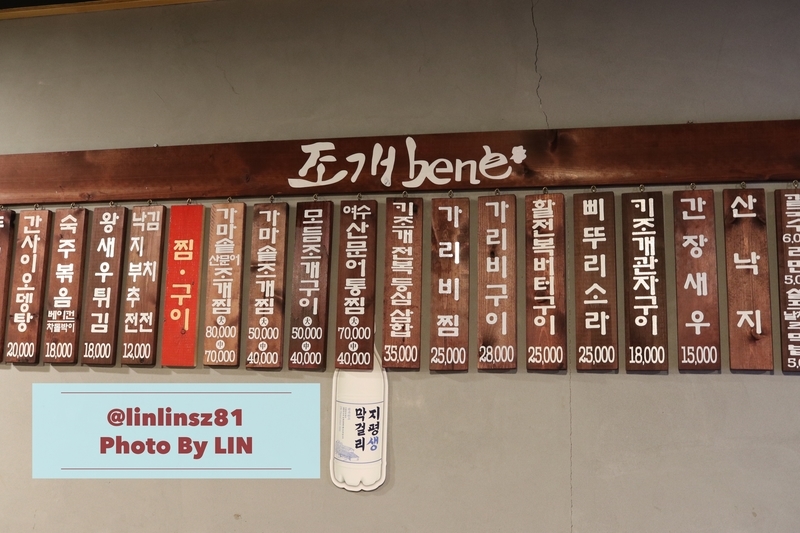 조개bene
간사이오뎅탕
20,000
숙주볶음
베이컨
차돌박이
18,000
왕새우튀김
18,000
낙지 김치
부추전
전
12,000
찜·구이
가마솥
산문어
조개찜
大
80,000
中
70,000
가마솥조개찜
大
50,000
中
40,000
모듬조개구이
大
50,000
中
40,000
여수
산문어통찜
大
70,000
中
40,000
키조개전복등심삼합
35,000
가리비찜
25,000
가리비구이
28,000
활전복버터구이
25,000
삐뚜리소라
25,000
키조개관자구이
18,000
간장새우
15,000
산낙지
지평생막걸리
@linlinsz81
Photo By LIN